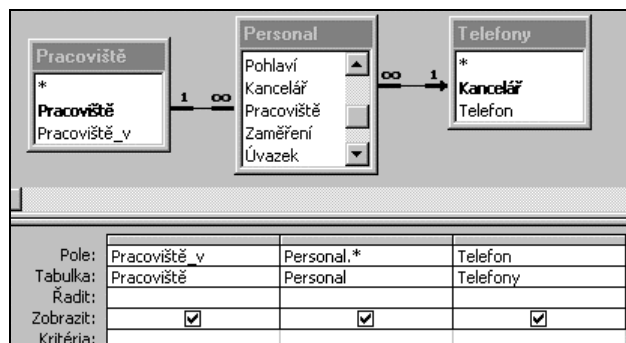 Pracoviště
*
Pracoviště
Pracoviště_v
1 ∞
Personal
Pohlaví
Kancelář
Pracoviště
Zaměření
Úvazek
∞ 1
Telefony
*
Kancelář
Telefon
Pole: Pracoviště_v Personal.* Telefon
Tabulka: Pracoviště Personal Telefony
Řadit:
Zobrazit:
Kritéria: